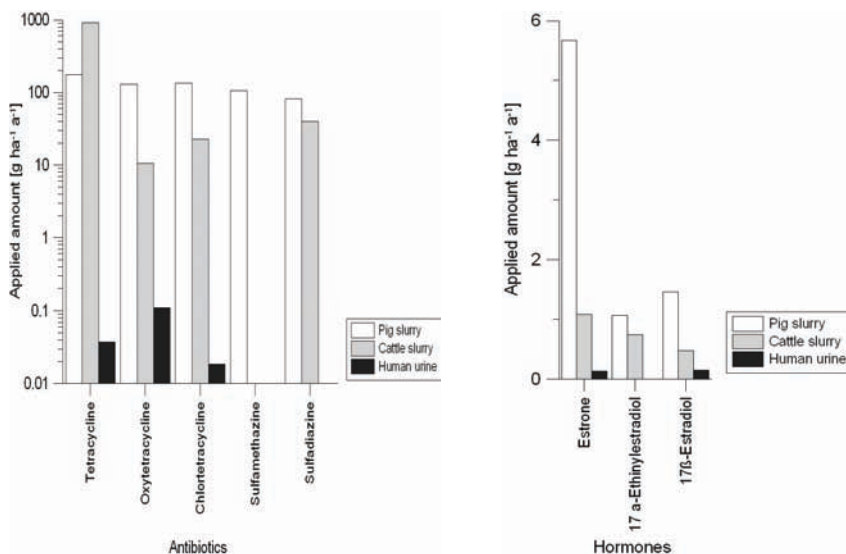 1000
100
10
1
0.1
0.01
Applied amount [g ha⁻¹ a⁻¹]
Pig slurry
Cattle slurry
Human urine
Tetracycline
Oxytetracycline
Chlortetracycline
Sulfamethazine
Sulfadiazine
Antibiotics
6
4
2
0
Applied amount [g ha⁻¹ a⁻¹]
Pig slurry
Cattle slurry
Human urine
Estrone
17 a-Ethinylestradiol
17ß-Estradiol
Hormones